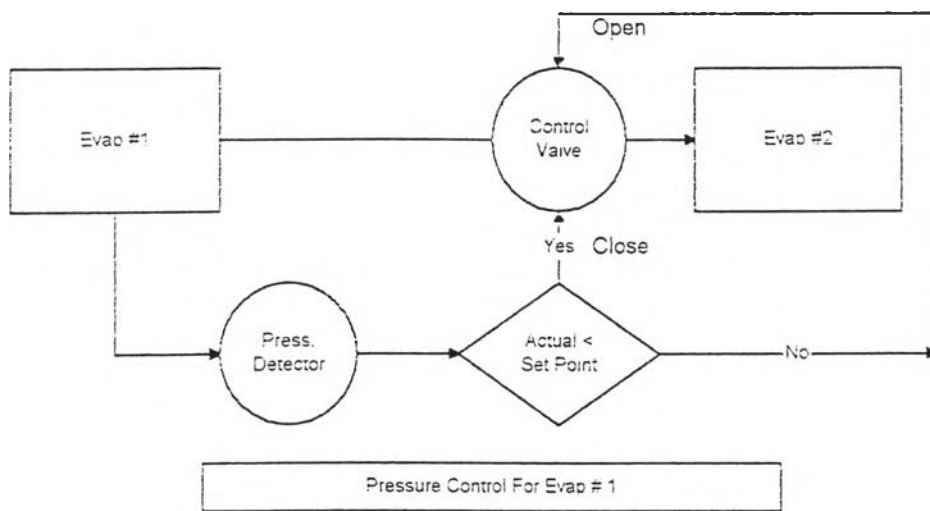 Open
Evap #1
Control
Valve
Evap #2
Yes Close
Press.
Detector
Actual <
Set Point
No
Pressure Control For Evap # 1